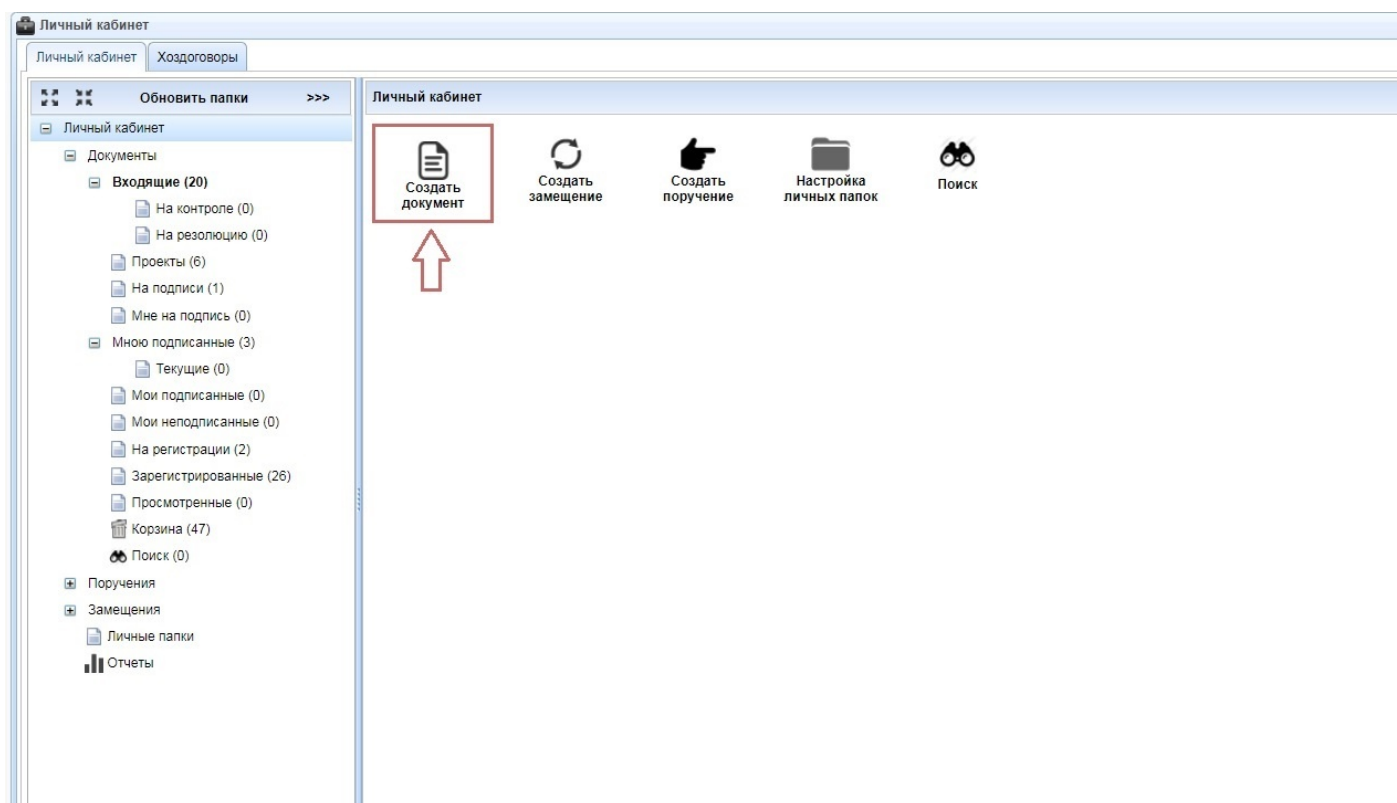 Личный кабинет
Личный кабинет
Хоздоговоры
Обновить папки >>>
Личный кабинет
Документы
Входящие (20)
На контроле (0)
На резолюцию (0)
Проекты (6)
На подписи (1)
Мне на подпись (0)
Мною подписанные (3)
Текущие (0)
Мои подписанные (0)
Мои неподписанные (0)
На регистрации (2)
Зарегистрированные (26)
Просмотренные (0)
Корзина (47)
Поиск (0)
Поручения
Замещения
Личные папки
Отчеты
Личный кабинет
Создать
документ
Создать
замещение
Создать
поручение
Настройка
личных папок
Поиск